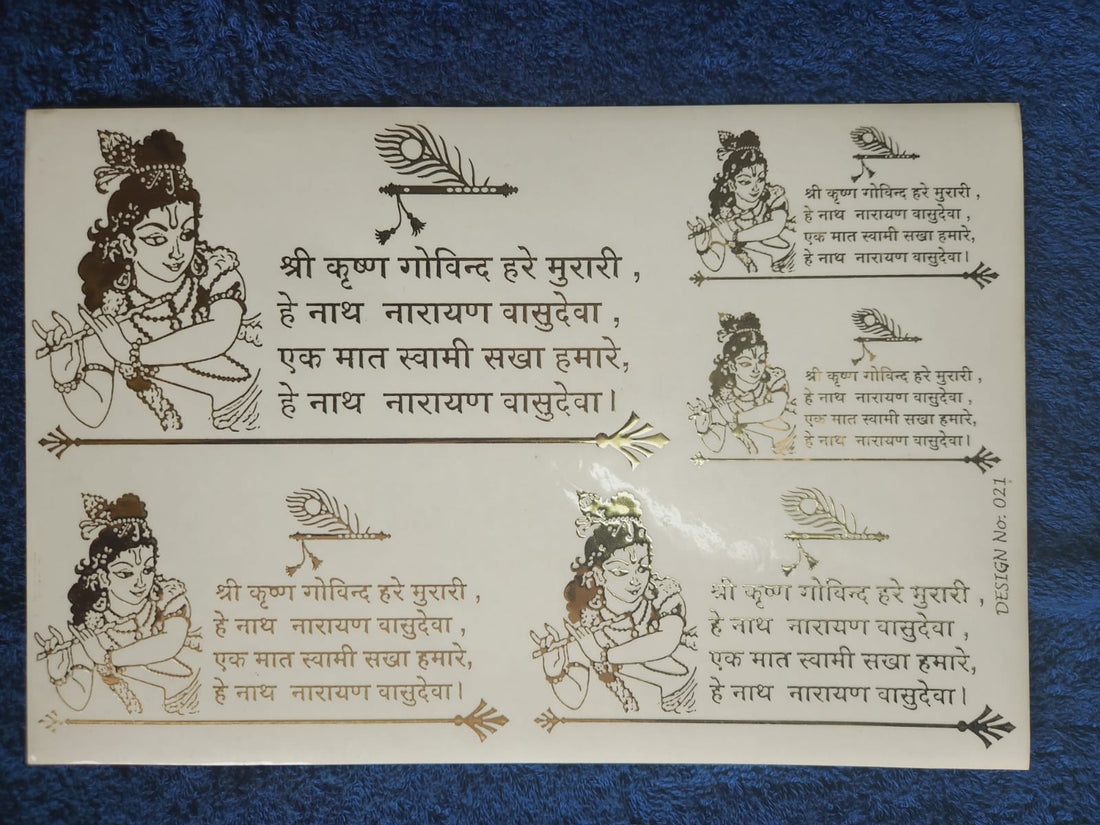 श्री कृष्ण गोविन्द हरे मुरारी ,
हे नाथ नारायण वासुदेवा ,
एक मात स्वामी सखा हमारे,
हे नाथ नारायण वासुदेवा।
श्री कृष्ण गोविन्द हरे मुरारी ,
हे नाथ नारायण वासुदेवा ,
एक मात स्वामी सखा हमारे,
हे नाथ नारायण वासुदेवा।
श्री कृष्ण गोविन्द हरे मुरारी ,
हे नाथ नारायण वासुदेवा ,
एक मात स्वामी सखा हमारे,
हे नाथ नारायण वासुदेवा।
श्री कृष्ण गोविन्द हरे मुरारी ,
हे नाथ नारायण वासुदेवा ,
एक मात स्वामी सखा हमारे,
हे नाथ नारायण वासुदेवा।
श्री कृष्ण गोविन्द हरे मुरारी ,
हे नाथ नारायण वासुदेवा ,
एक मात स्वामी सखा हमारे,
हे नाथ नारायण वासुदेवा।
DESIGN No. 021